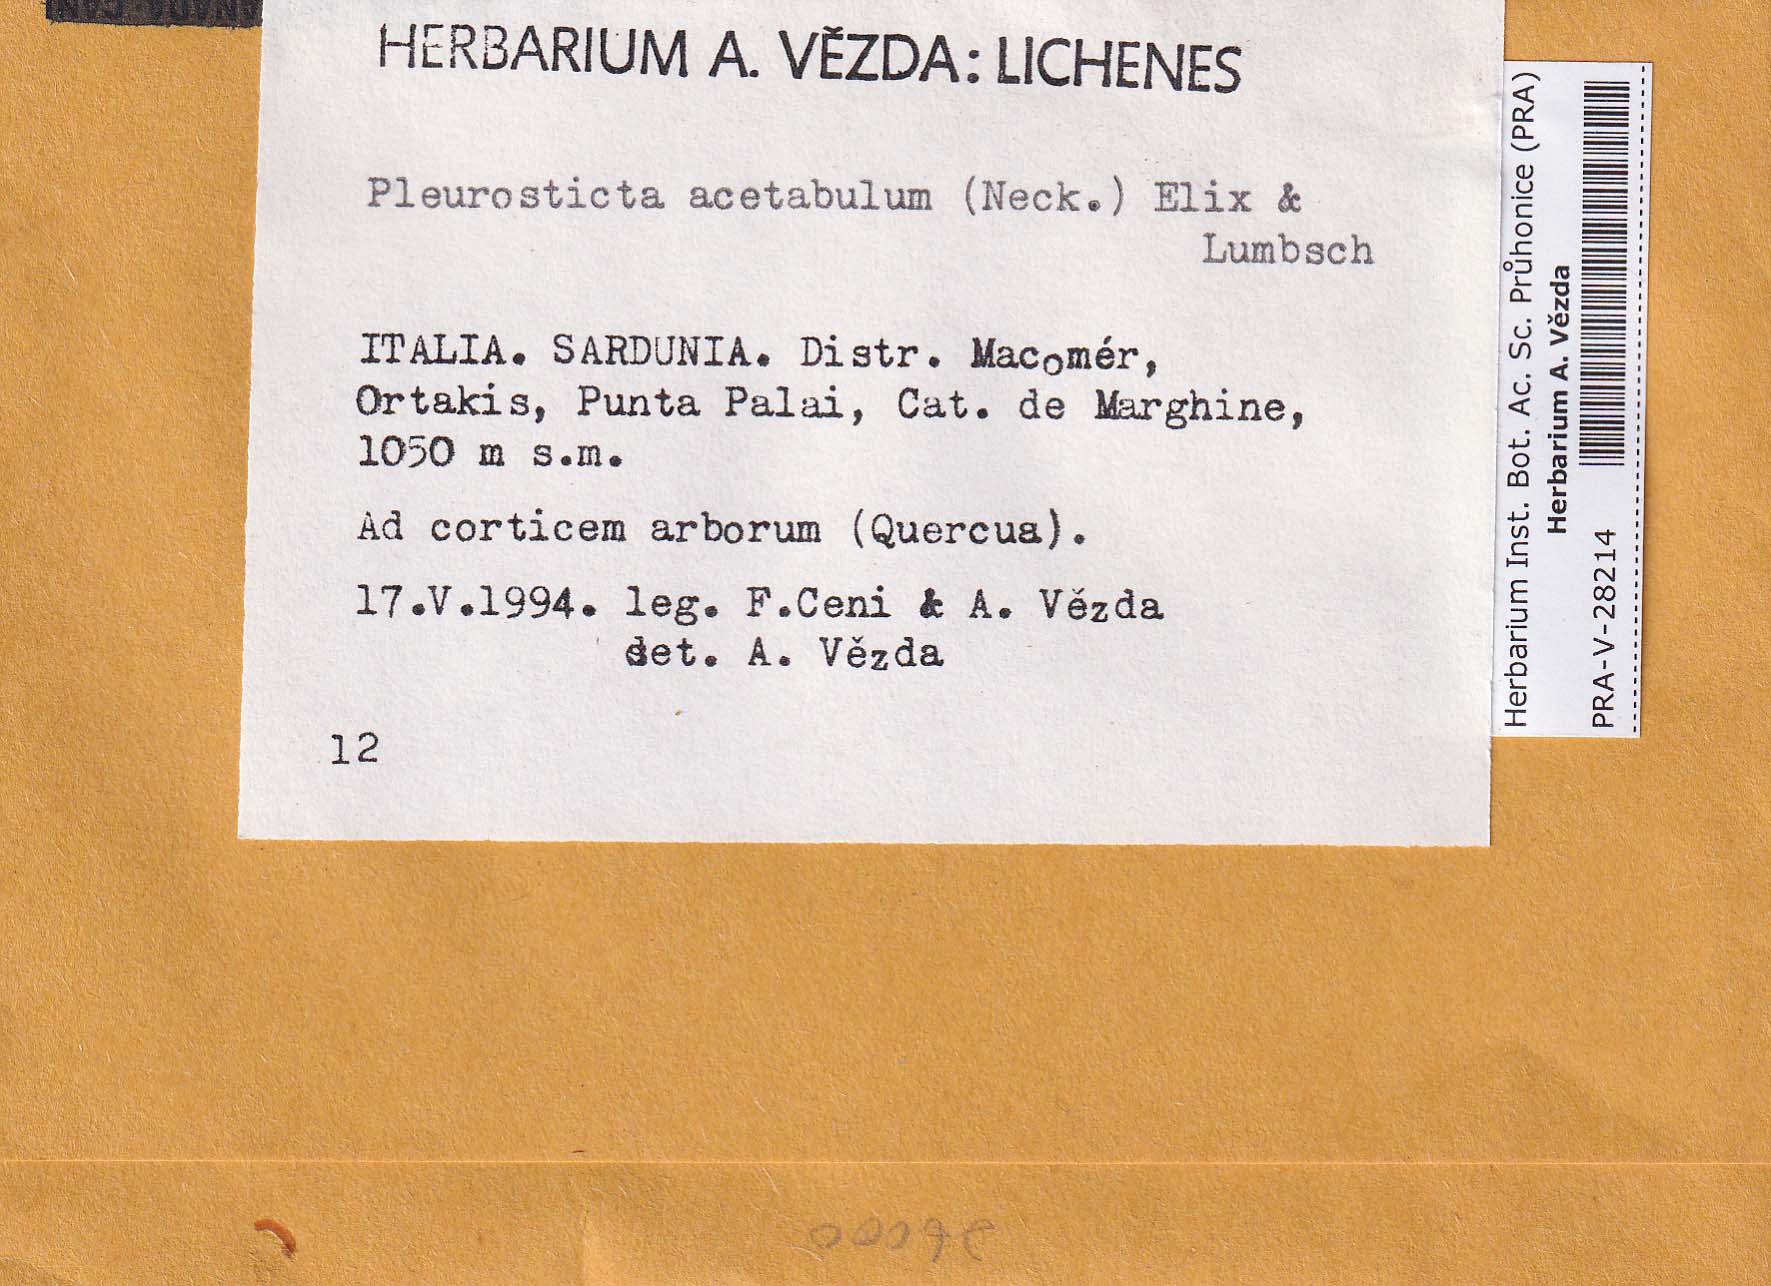 HERBARIUM A. VĚZDA: LICHENES
Pleurosticta acetabulum (Neck.) Elix &
Lumbsch
ITALIA. SARDUNIA. Distr. Macomér,
Ortakis, Punta Palai, Cat. de Marghine,
1050 m s.m.
Ad corticem arborum (Quercua).
17.V.1994. leg. F.Ceni & A. Vézda
det. A. Vězda
12
Herbarium Inst. Bot. Ac. Sc. Průhonice (PRA)
Herbarium A. Vězda
PRA-V-28214